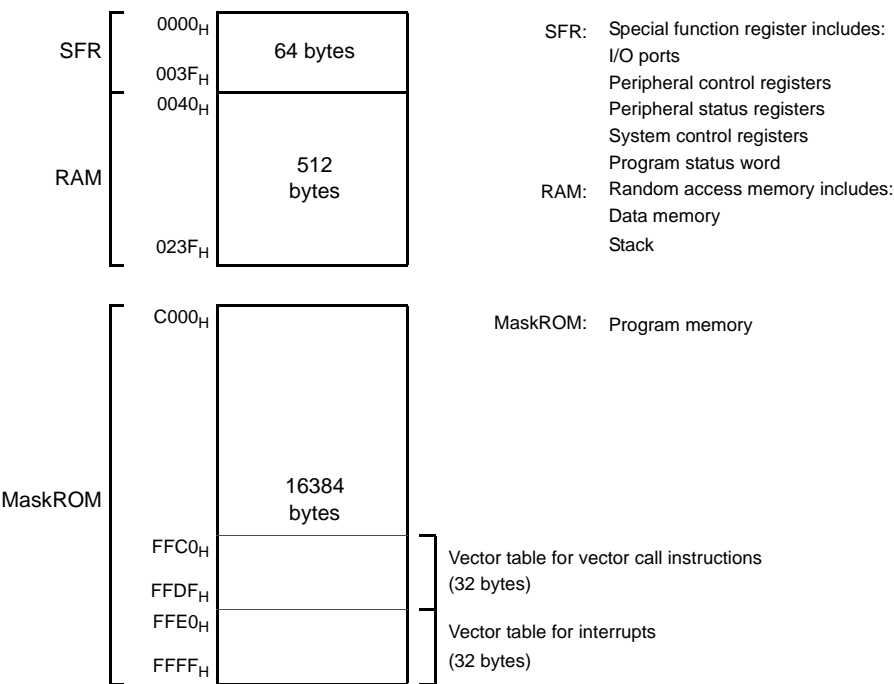 0000H
SFR
64 bytes
003FH
0040H
RAM
512
bytes
023FH
SFR: Special function register includes:
I/O ports
Peripheral control registers
Peripheral status registers
System control registers
Program status word
RAM: Random access memory includes:
Data memory
Stack
C000H
MaskROM: Program memory
MaskROM
16384
bytes
FFC0H
Vector table for vector call instructions
(32 bytes)
FFDFH
FFE0H
Vector table for interrupts
(32 bytes)
FFFFH